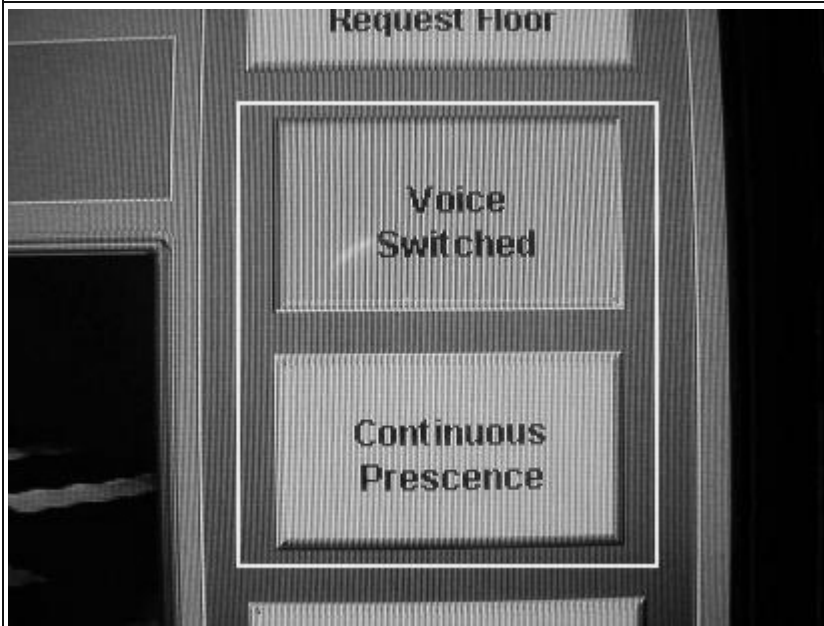 Request Floor
Voice
Switched
Continuous
Prescence